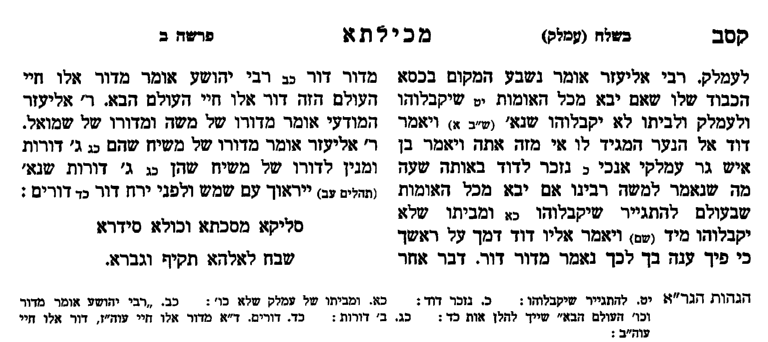 קסב בשלח (עמלק) מכילתא פרשה ב
לעמלק. רבי אליעזר אומר נשבע המקום בכסא
הכבוד שלו שאם יבא מכל האומות יט שיקבלוהו
ולעמלק ולביתו לא יקבלוהו שנא׳ (ש״ב א) ויאמר
דוד אל הנער המגיד לו אי מזה אתה ויאמר בן
איש גר עמלקי אנכי כ נזכר לדוד באותה שעה
מה שנאמר למשה רבינו אם יבא מכל האומות
שבעולם להתגייר שיקבלוהו כא ומביתו שלא
יקבלוהו מיד (שם) ויאמר אליו דוד דמך על ראשך
כי פיך ענה בך לכך נאמר מדור דור. דבר אחר
מדור דור כב רבי יהושע אומר מדור אלו חיי
העולם הזה דור אלו חיי העולם הבא. ר׳ אליעזר
המודעי אומר מדורו של משה ומדורו של שמואל.
ר׳ אליעזר אומר מדורו של משיח שהם כג ג׳ דורות
ומנין לדורו של משיח שהן כג ג׳ דורות שנא׳
(תהלים עב) ייראוך עם שמש ולפני ירח דור כד דורים :
סליקא מסכתא וכולא סידרא
שבח לאלהא תקיף וגברא.
הגהות הגר״א יט. להתגייר שיקבלוהו : כ. נזכר דוד : כא. ומביתו של עמלק שלא כו׳ : כב. „רבי יהושע אומר מדור
וכו׳ העולם הבא״ שייך להלן אות כד : כג. ב׳ דורות : כד. דורים. ד״א מדור אלו חיי עוה״ז, דור אלו חיי
עוה״ב :